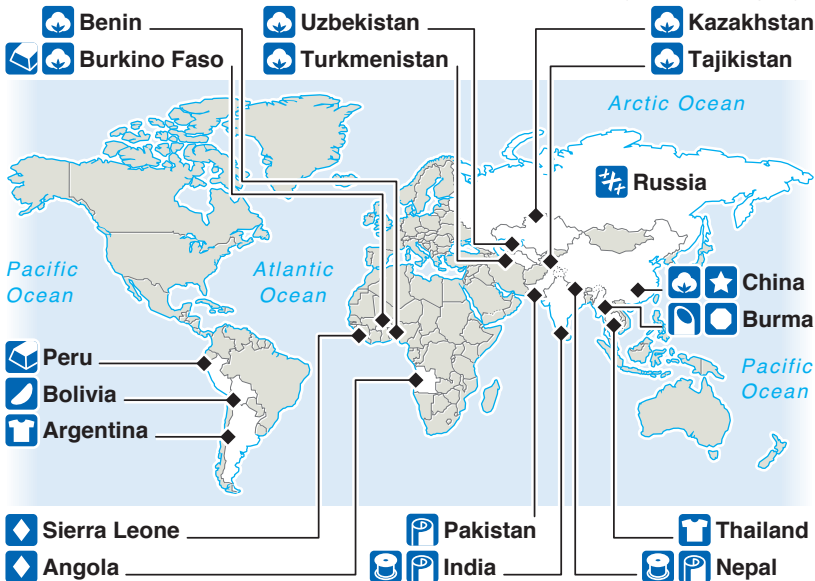 Benin
Uzbekistan
Kazakhstan
Burkino Faso
Turkmenistan
Tajikistan
Arctic Ocean
Russia
Pacific
Ocean
Atlantic
Ocean
China
Burma
Peru
Bolivia
Argentina
Pacific
Ocean
Sierra Leone
Pakistan
Thailand
Angola
India
Nepal